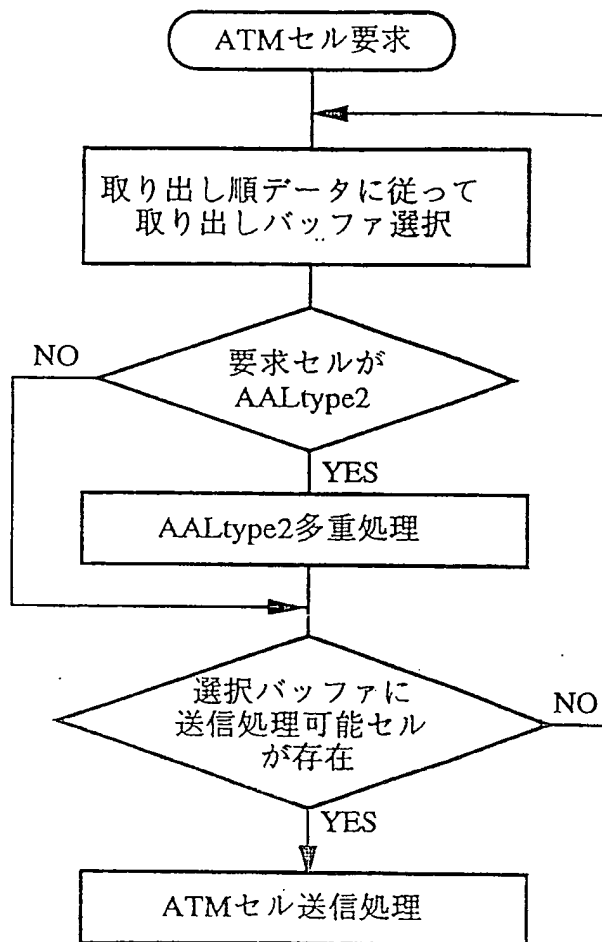 ATMセル要求
取り出し順データに従って
取り出しバッファ選択
NO
要求セルが
AALtype2
YES
AALtype2多重処理
選択バッファに
送信処理可能セル
が存在
NO
YES
ATMセル送信処理